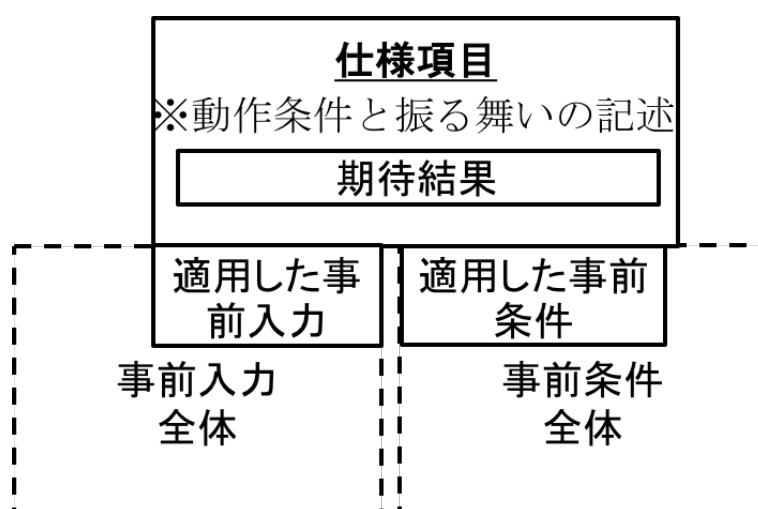 仕様項目
※動作条件と振る舞いの記述
期待結果
適用した事
前入力
適用した事前
条件
事前入力
全体
事前条件
全体